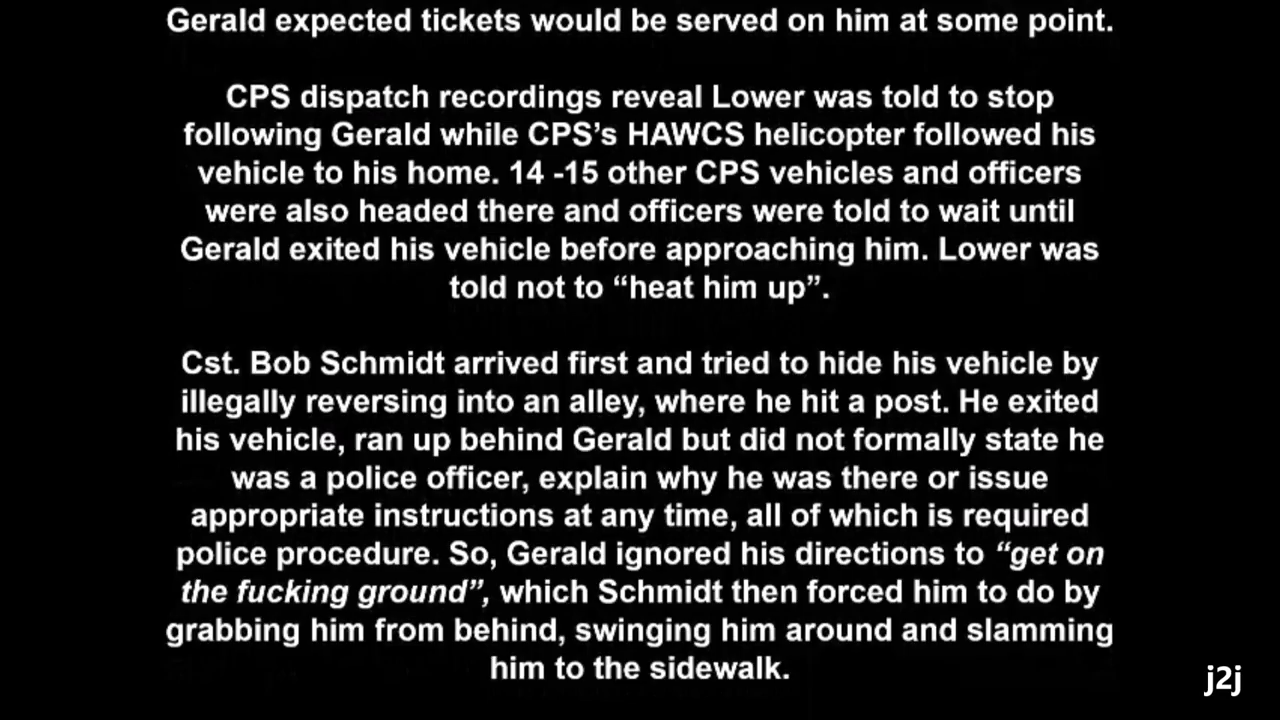 Gerald expected tickets would be served on him at some point.
CPS dispatch recordings reveal Lower was told to stop
following Gerald while CPS’s HAWCS helicopter followed his
vehicle to his home. 14 -15 other CPS vehicles and officers
were also headed there and officers were told to wait until
Gerald exited his vehicle before approaching him. Lower was
told not to “heat him up”.
Cst. Bob Schmidt arrived first and tried to hide his vehicle by
illegally reversing into an alley, where he hit a post. He exited
his vehicle, ran up behind Gerald but did not formally state he
was a police officer, explain why he was there or issue
appropriate instructions at any time, all of which is required
police procedure. So, Gerald ignored his directions to “get on
the fucking ground”, which Schmidt then forced him to do by
grabbing him from behind, swinging him around and slamming
him to the sidewalk.
j2j